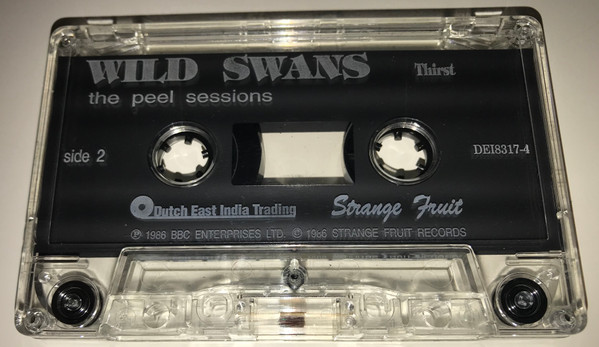 WILD SWANS
Thirst
the peel sessions
side 2
DEI8317-4
Dutch East India Trading
Strange Fruit
℗ 1986 BBC ENTERPRISES LTD. © 1986 STRANGE FRUIT RECORDS